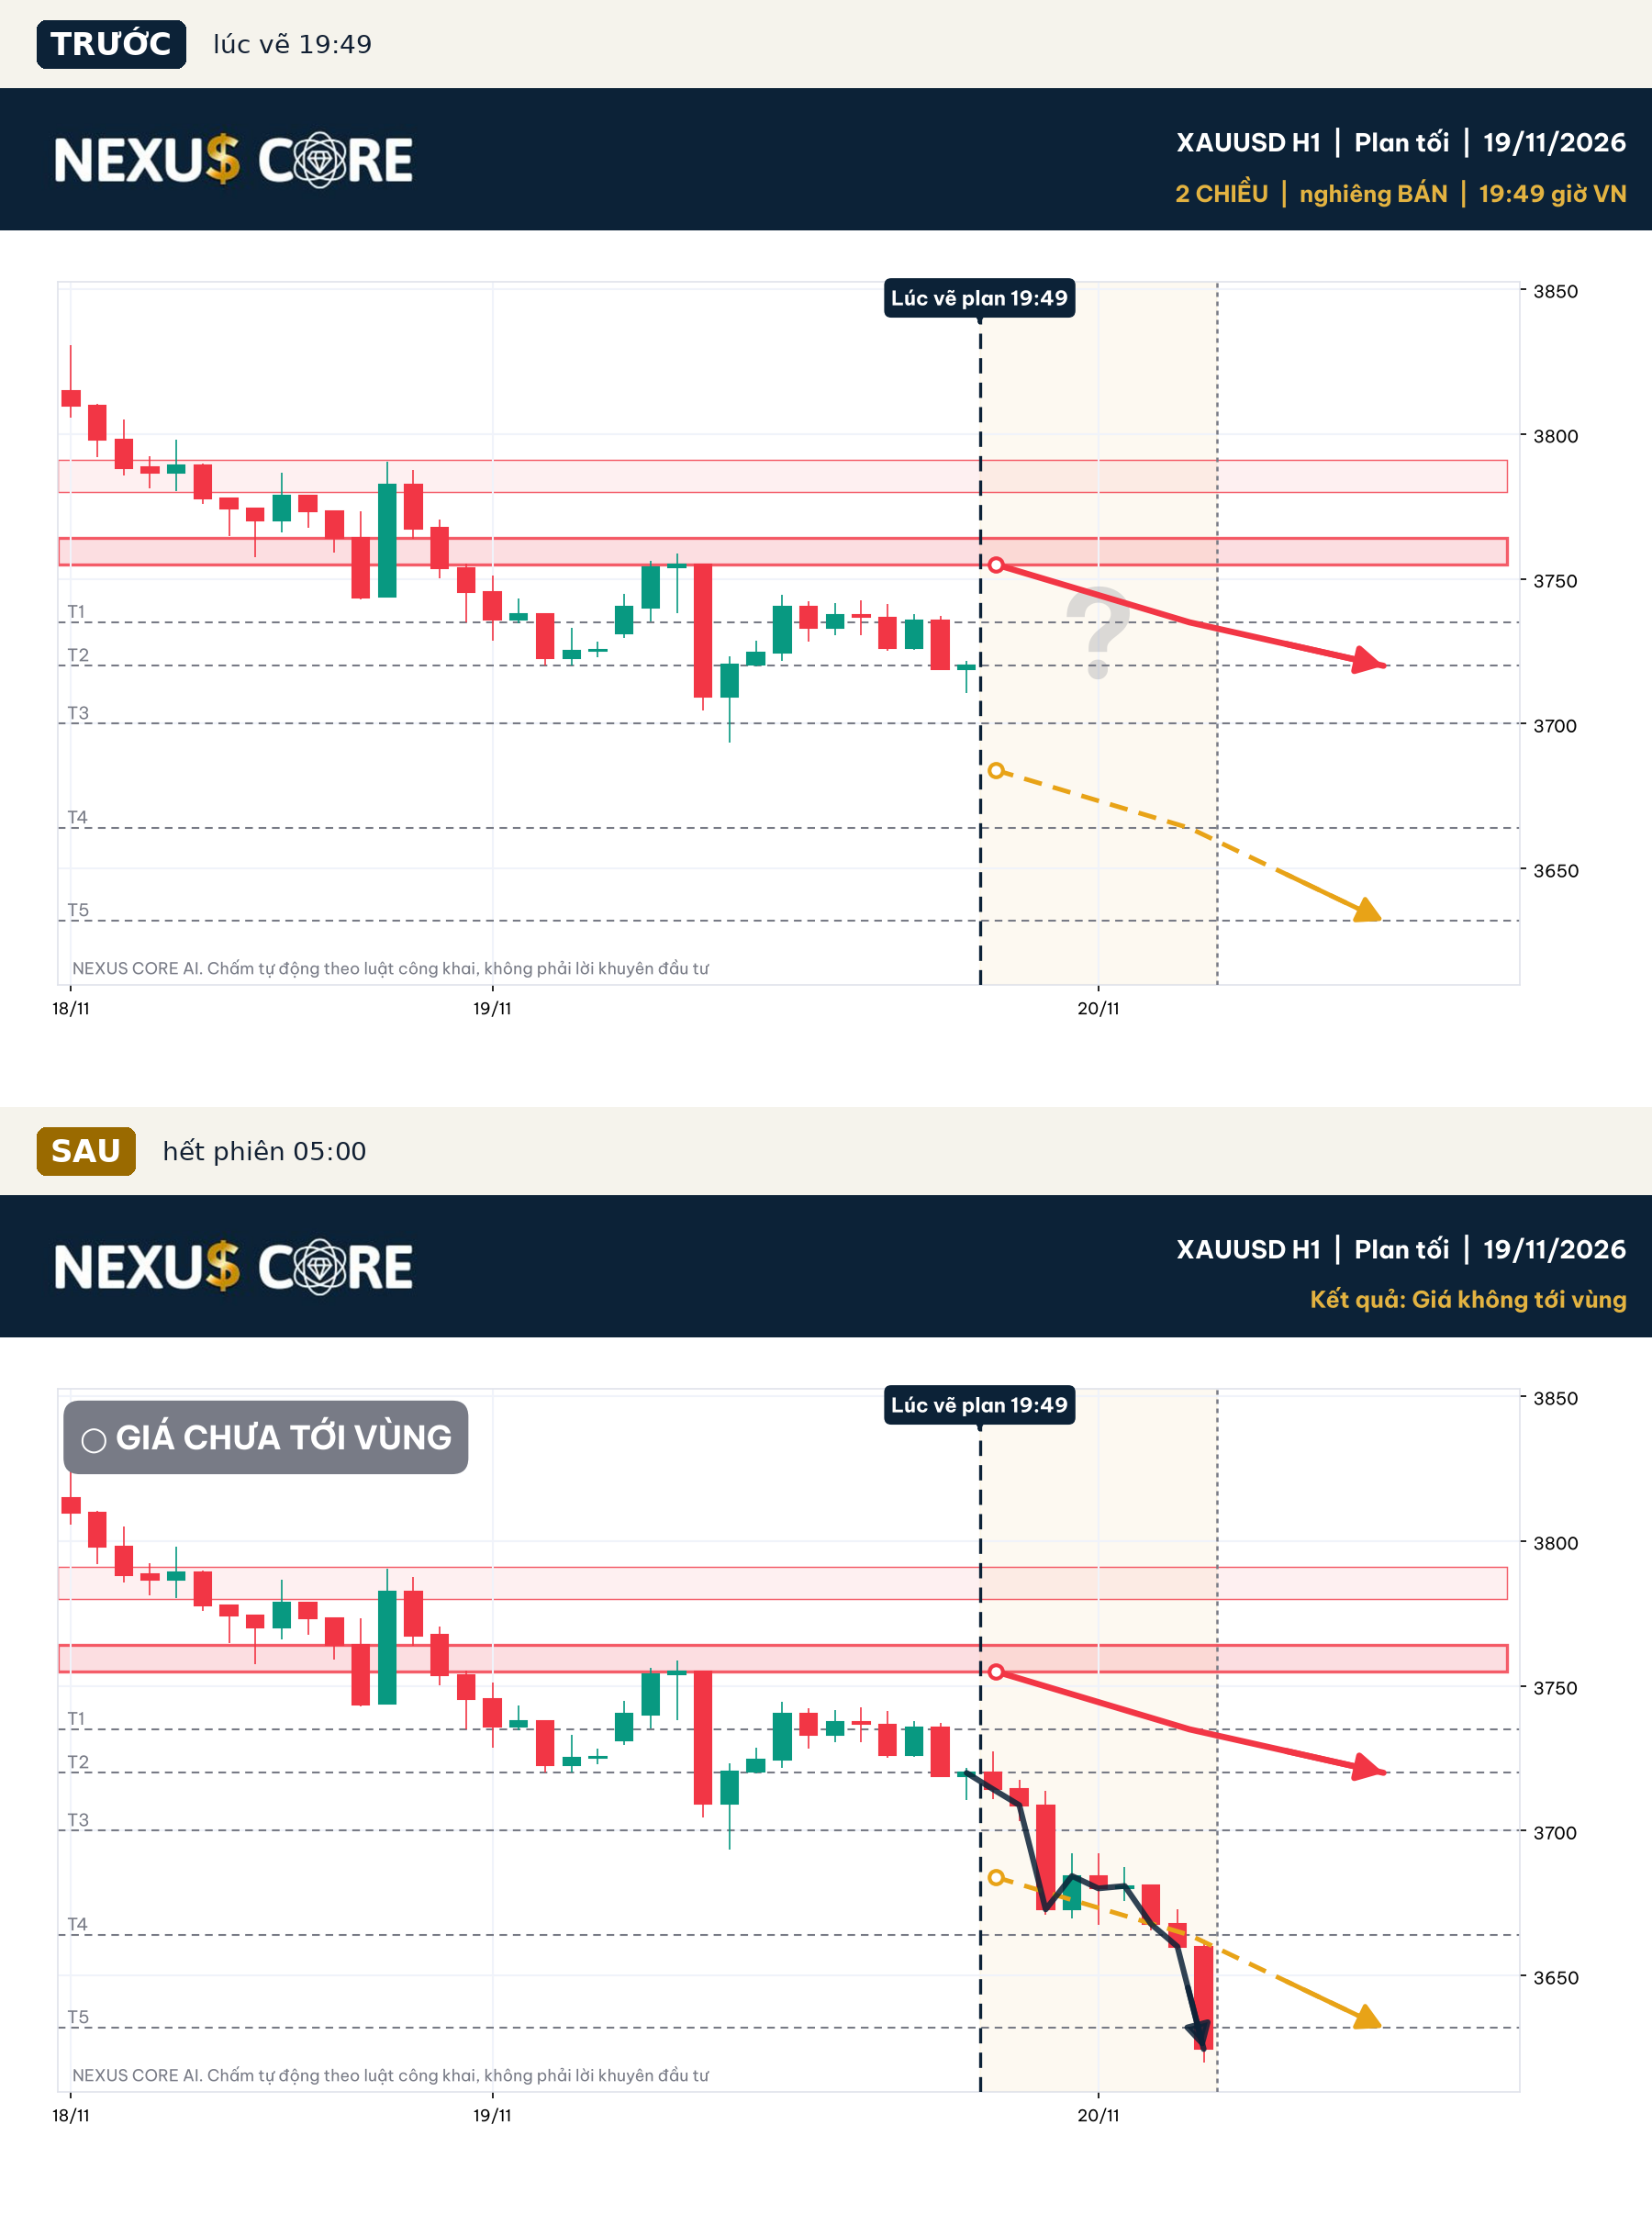 TRƯỚC lúc vẽ 19:49
NEXU$ CORE
XAUUSD H1 | Plan tối | 19/11/2026
2 CHIỀU | nghiêng BÁN | 19:49 giờ VN
Lúc vẽ plan 19:49
3850
3800
3750
3700
3650
T1
T2
T3
T4
T5
?
NEXUS CORE AI. Chấm tự động theo luật công khai, không phải lời khuyên đầu tư
18/11 19/11 20/11
SAU hết phiên 05:00
NEXU$ CORE
XAUUSD H1 | Plan tối | 19/11/2026
Kết quả: Giá không tới vùng
Lúc vẽ plan 19:49
GIÁ CHƯA TỚI VÙNG
3850
3800
3750
3700
3650
T1
T2
T3
T4
T5
NEXUS CORE AI. Chấm tự động theo luật công khai, không phải lời khuyên đầu tư
18/11 19/11 20/11